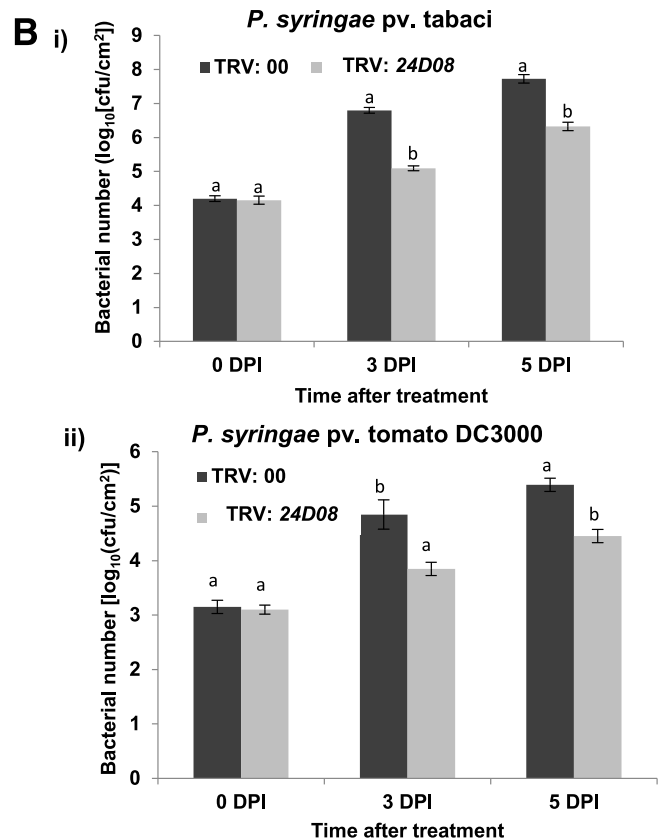 B i) P. syringae pv. tabaci
TRV: 00 TRV: 24D08
Bacterial number (log10[cfu/cm2)
9
8
7
6
5
4
3
2
1
0
a a
a b
a b
0 DPI 3 DPI 5 DPI
Time after treatment
ii) P. syringae pv. tomato DC3000
TRV: 00
TRV: 24D08
Bacterial number [log10(cfu/cm2)]
6
5
4
3
2
1
0
a a
b a
a b
0 DPI 3 DPI 5 DPI
Time after treatment